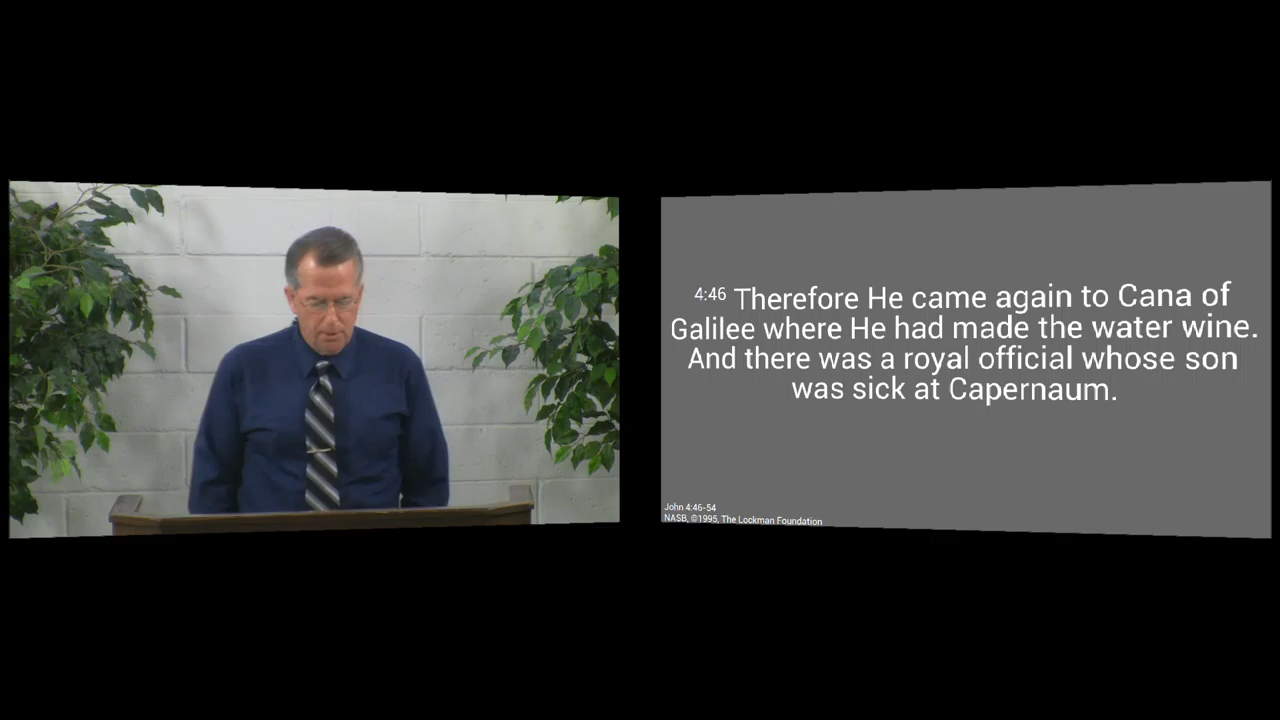 4:46 Therefore He came again to Cana of
Galilee where He had made the water wine.
And there was a royal official whose son
was sick at Capernaum.
John 4:46-54
NASB, ©1995, The Lockman Foundation